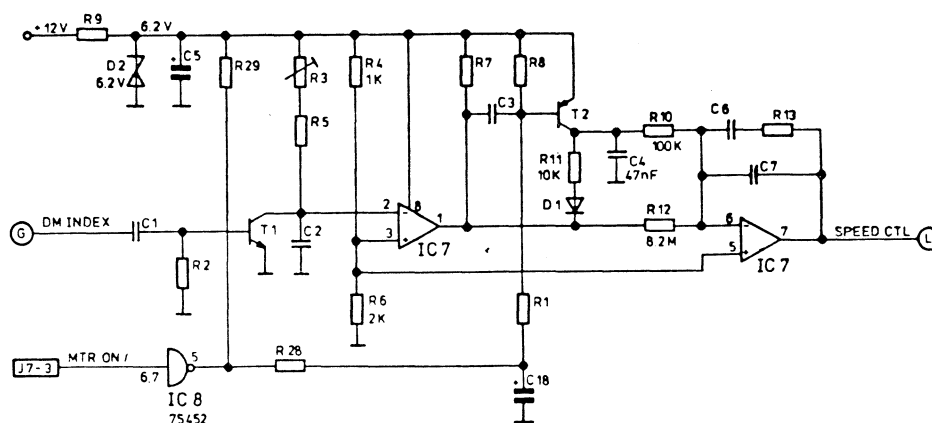 +12V
R9
6.2V
D2
6.2V
+
C5
R29
R3
R5
R4
1K
R7
R8
C3
T2
R10
100K
C6
R13
C7
R11
10K
C4
47nF
D1
G
DM INDEX
C1
T1
C2
2
-
8
1
3
+
IC7
R12
8.2M
6
-
5
+
7
IC7
SPEED CTL
L
R2
R6
2K
R1
J7-3
MTR ON/
6.7
5
IC 8
75452
R28
+
C18